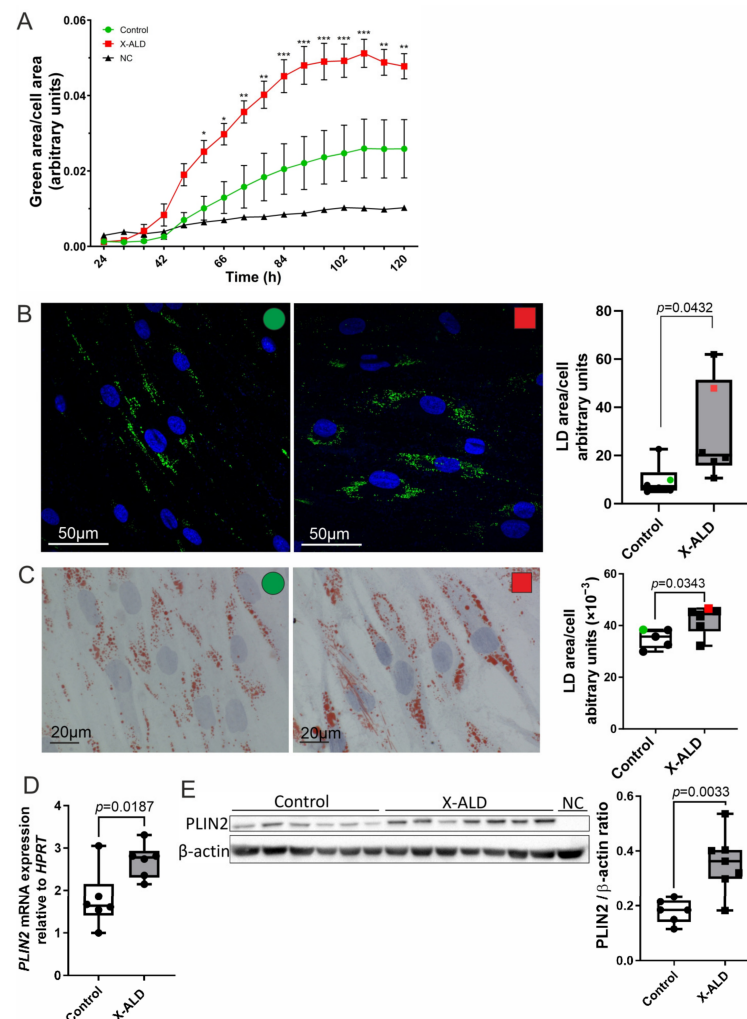 A
Control
X-ALD
NC
0.06
0.04
0.02
0.00
Green area/cell area
(arbitrary units)
* * ** ** *** *** *** *** *** ** **
24 42 66 84 102 120
Time (h)
B
50µm
50µm
p=0.0432
80
60
40
20
0
LD area/cell
arbitrary units
Control
X-ALD
C
20µm
20µm
p=0.0343
60
40
20
0
LD area/cell
abitrary units (×10⁻³)
Control
X-ALD
D
p=0.0187
4
3
2
1
0
PLIN2 mRNA expression
relative to HPRT
Control
X-ALD
E
Control X-ALD NC
PLIN2
β-actin
p=0.0033
0.6
0.4
0.2
0.0
PLIN2 / β-actin ratio
Control
X-ALD